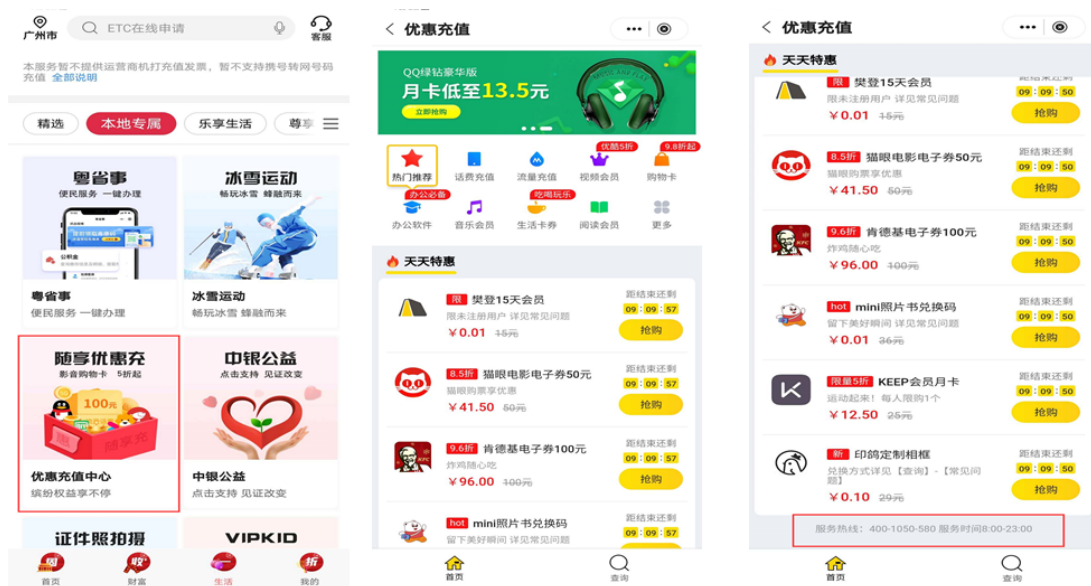 广州市
ETC在线申请
客服
本服务暂不提供运营商机打充值发票，暂不支持携号转网号码
充值 全部说明
精选
本地专属
乐享生活
尊享
粤省事
便民服务 一键办理
公积金
粤省事
便民服务 一键办理
冰雪运动
畅玩冰雪 蜂融而来
冰雪运动
畅玩冰雪 蜂融而来
随享优惠充
影音购物卡 5折起
100元
惠
随享充
优惠充值中心
缤纷权益享不停
中银公益
点击支持 见证改变
中银公益
点击支持 见证改变
证件照拍摄
VIPKID
首页
财富
生活
我的
优惠充值
QQ绿钻豪华版
月卡低至13.5元
立即抢购
优酷5折
9.8折起
热门推荐
话费充值
流量充值
视频会员
购物卡
办公必备
吃喝玩乐
办公软件
音乐会员
生活卡券
阅读会员
更多
天天特惠
限 樊登15天会员
限未注册用户 详见常见问题
￥0.01 15元
距结束还剩
09:09:57
抢购
8.5折 猫眼电影电子券50元
猫眼购票享优惠
￥41.50 50元
距结束还剩
09:09:57
抢购
9.6折 肯德基电子券100元
炸鸡随心吃
￥96.00 100元
距结束还剩
09:09:57
抢购
hot mini照片书兑换码
留下美好瞬间 详见常见问题
距结束还剩
09:09:57
首页
查询
优惠充值
天天特惠
限 樊登15天会员
限未注册用户 详见常见问题
￥0.01 15元
距结束还剩
09:09:50
抢购
8.5折 猫眼电影电子券50元
猫眼购票享优惠
￥41.50 50元
距结束还剩
09:09:50
抢购
KFC
9.6折 肯德基电子券100元
炸鸡随心吃
￥96.00 100元
距结束还剩
09:09:50
抢购
hot mini照片书兑换码
留下美好瞬间 详见常见问题
￥0.01 36元
距结束还剩
09:09:50
抢购
限量5折 KEEP会员月卡
运动起来！每人限购1个
￥12.50 25元
距结束还剩
09:09:50
抢购
新 印鸽定制相框
兑换方式详见【查询】-【常见问
题】
￥0.10 29元
距结束还剩
09:09:50
抢购
服务热线：400-1050-580 服务时间8:00-23:00
首页
查询